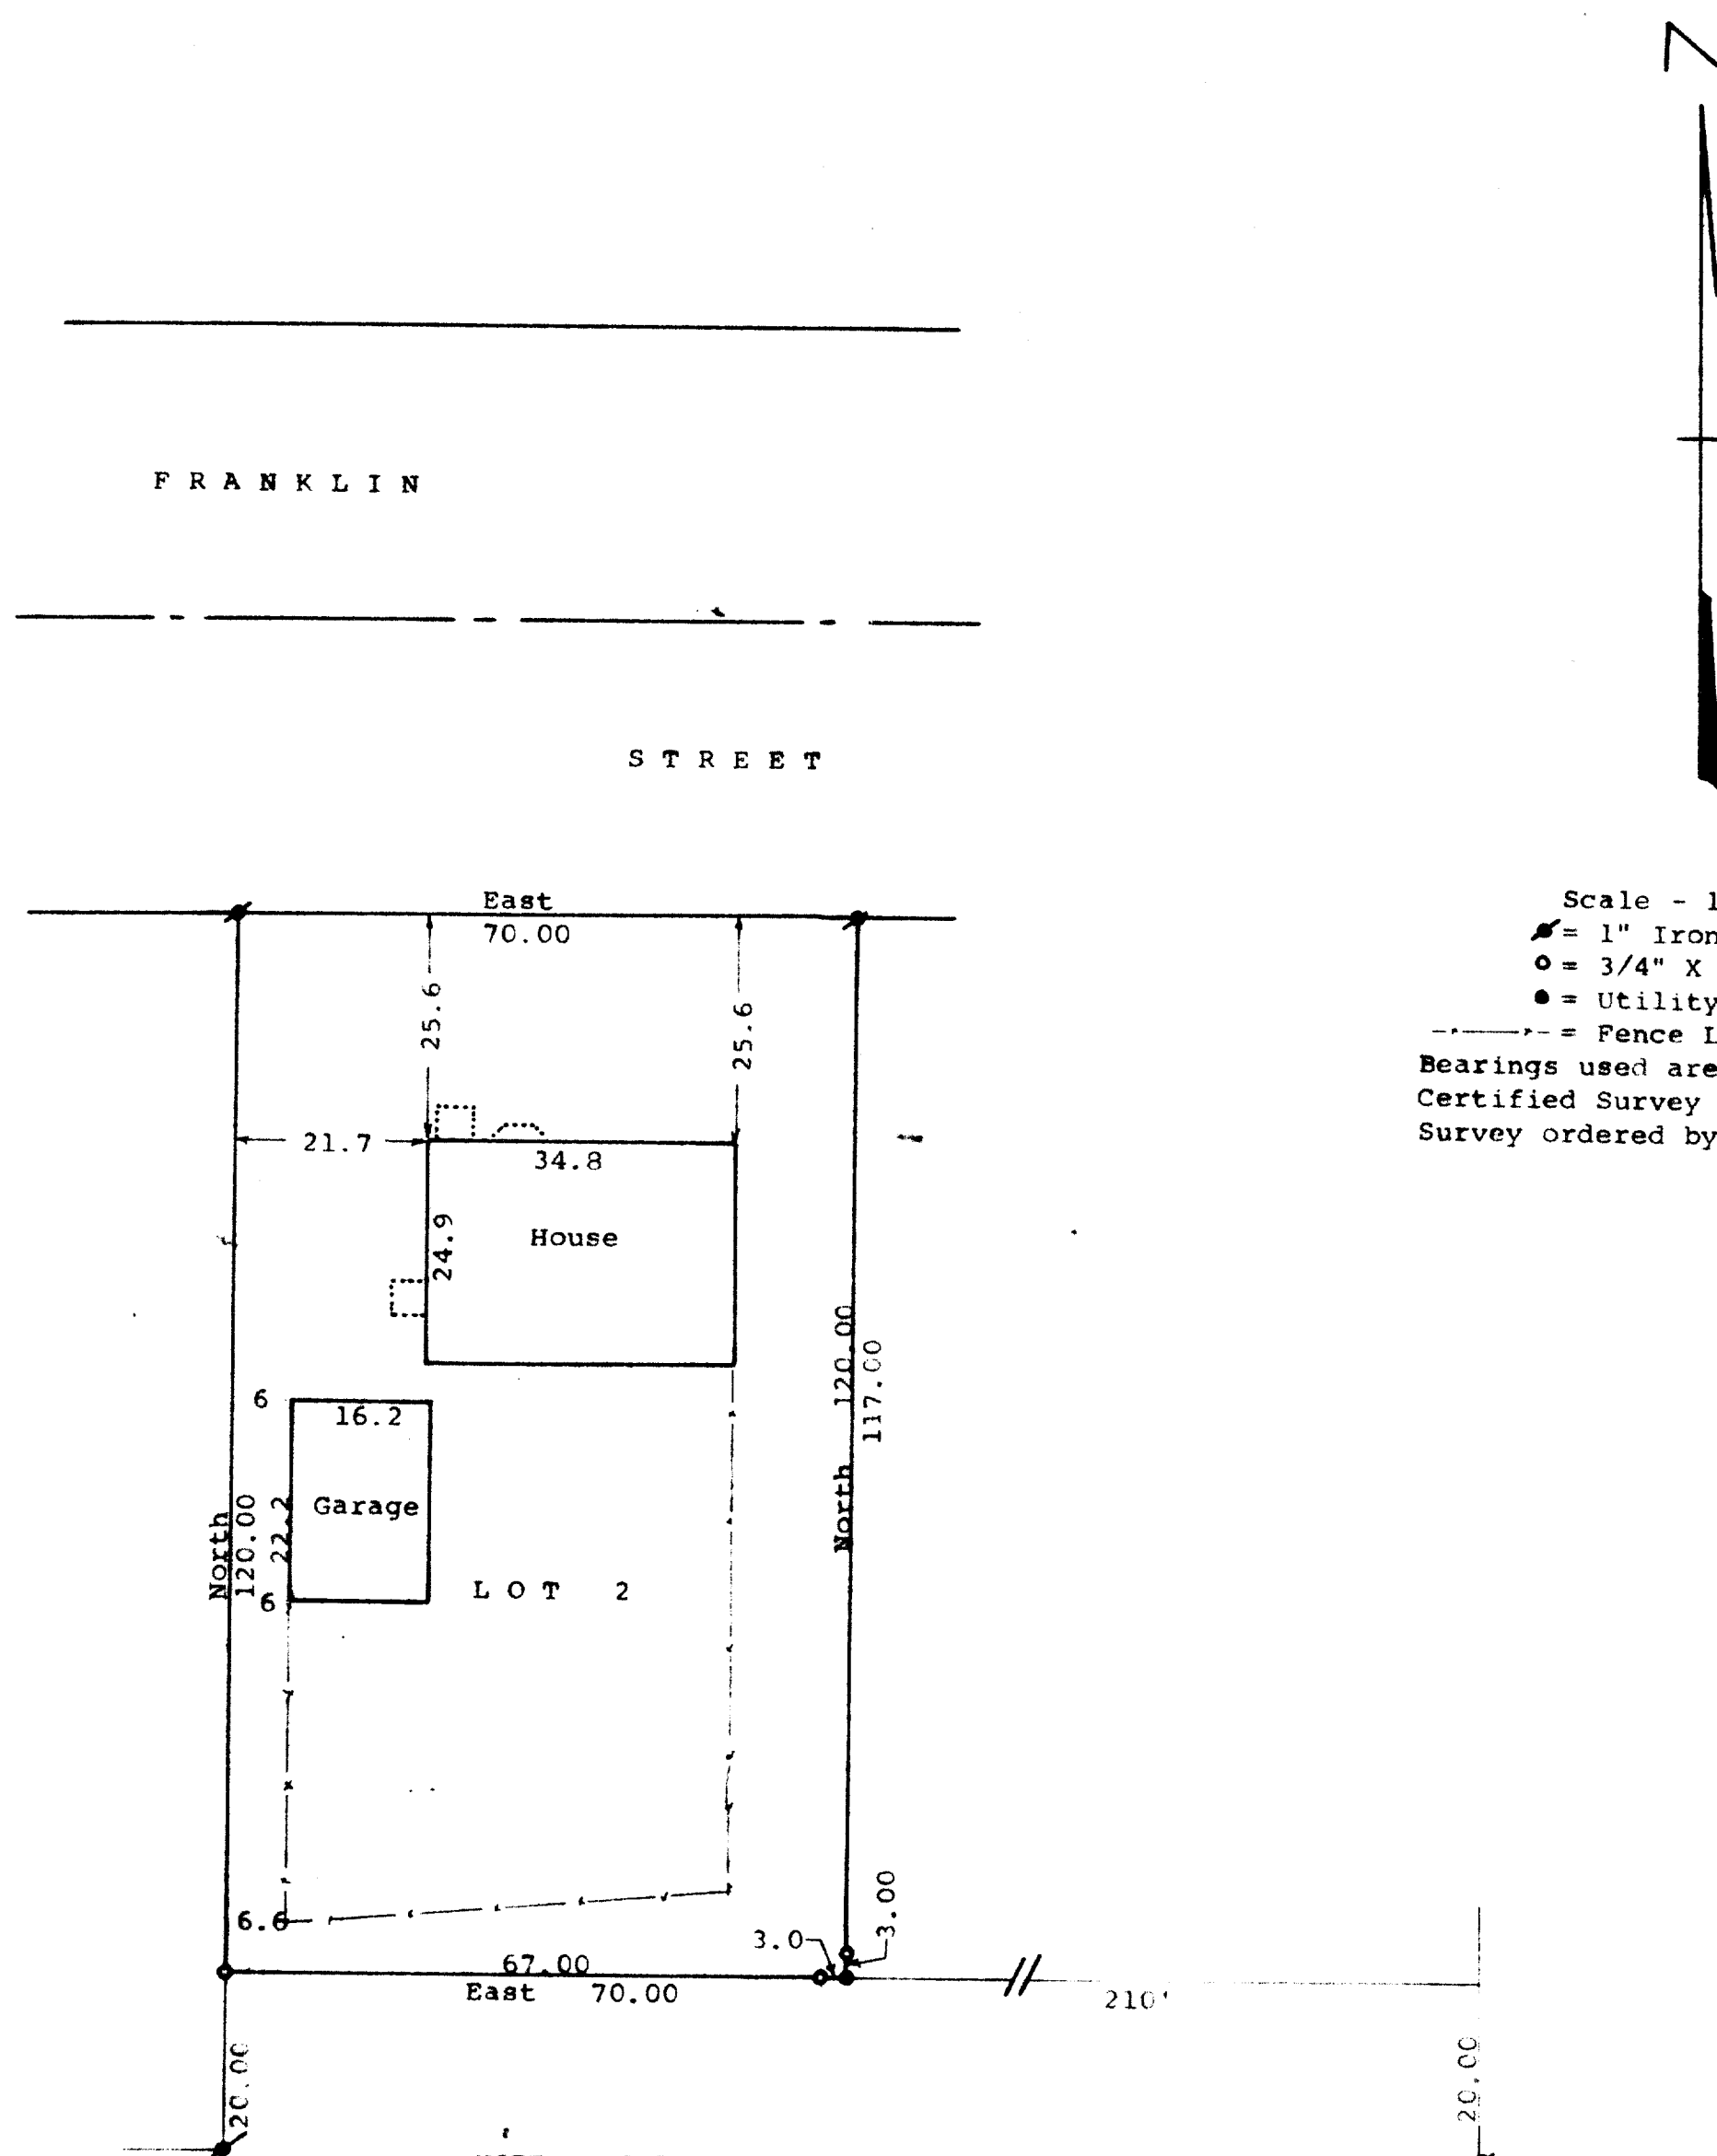 FRANKLIN
STREET
East
70.00
Scale - 1
= 1" Iron
= 3/4" X
= Utility
= Fence L
Bearings used are
Certified Survey
Survey ordered by
25.6
25.6
21.7
34.8
24.9
House
North 120.00
117.00
6
16.2
Garage
22.2
North
120.00
6
LOT 2
6.6
3.0
3.00
67.00
East 70.00
210'
20.00
20.00